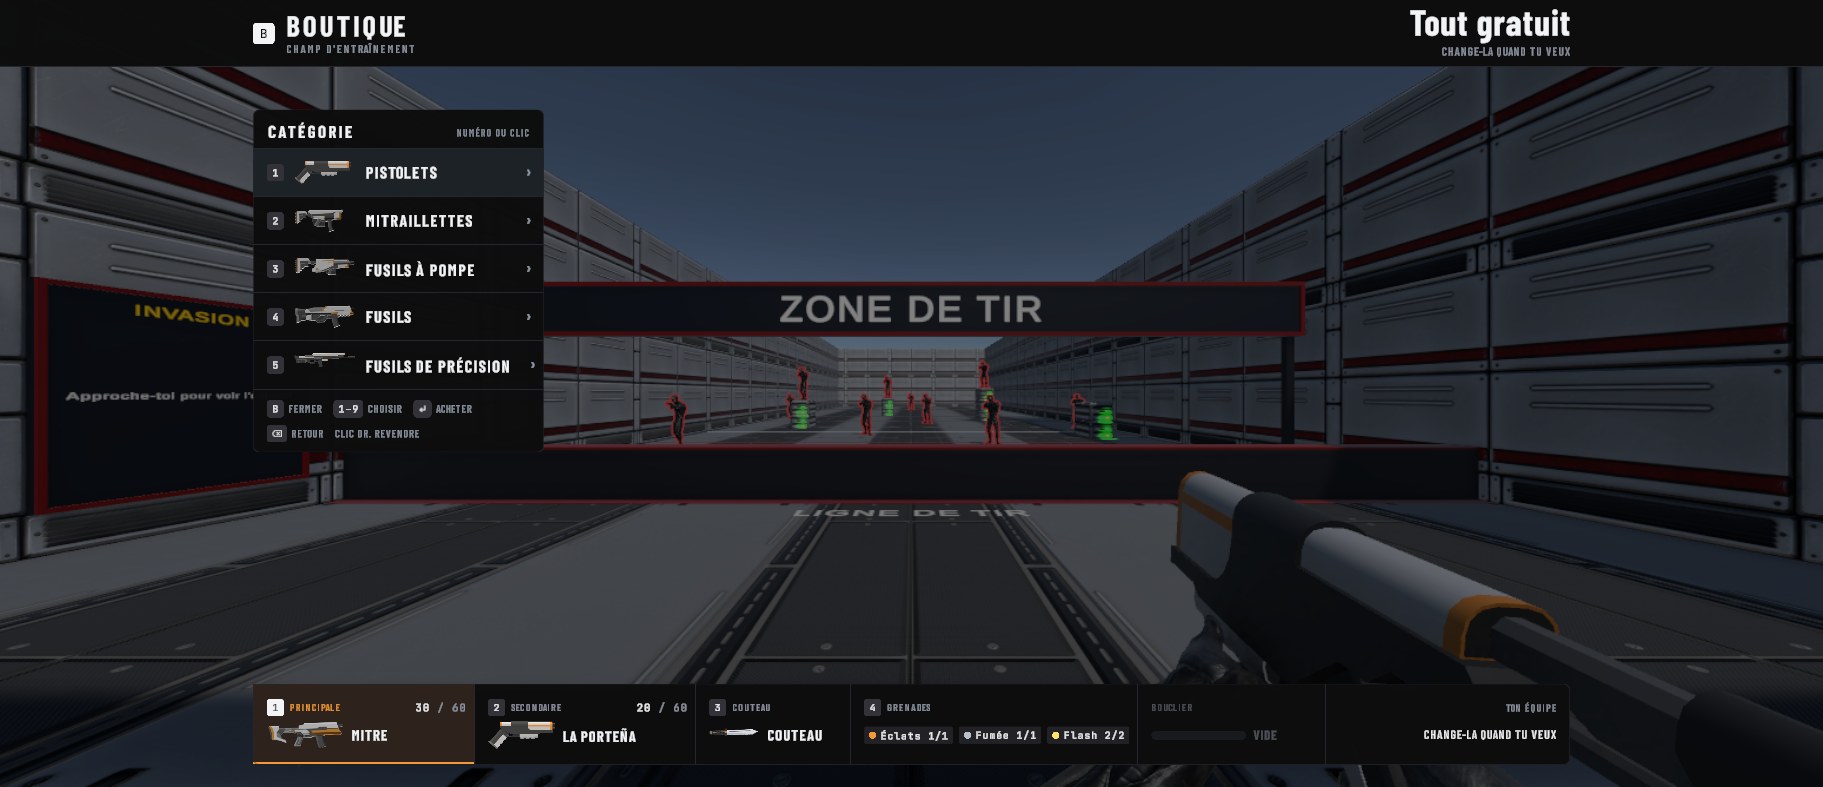 B BOUTIQUE
CHAMP D'ENTRAÎNEMENT
Tout gratuit
CHANGE-LA QUAND TU VEUX
CATÉGORIE NUMÉRO OU CLIC
1 PISTOLETS ›
2 MITRAILLETTES ›
3 FUSILS À POMPE ›
4 FUSILS ›
5 FUSILS DE PRÉCISION ›
B FERMER 1-9 CHOISIR ↵ ACHETER
⌫ RETOUR CLIC DR. REVENDRE
INVASION
Approche-toi pour voir l'
ZONE DE TIR
LIGNE DE TIR
1 PRINCIPALE 30 / 60
MITRE
2 SECONDAIRE 20 / 60
LA PORTEÑA
3 COUTEAU
COUTEAU
4 GRENADES
Éclats 1/1 Fumée 1/1 Flash 2/2
BOUCLIER
VIDE
TON ÉQUIPE
CHANGE-LA QUAND TU VEUX